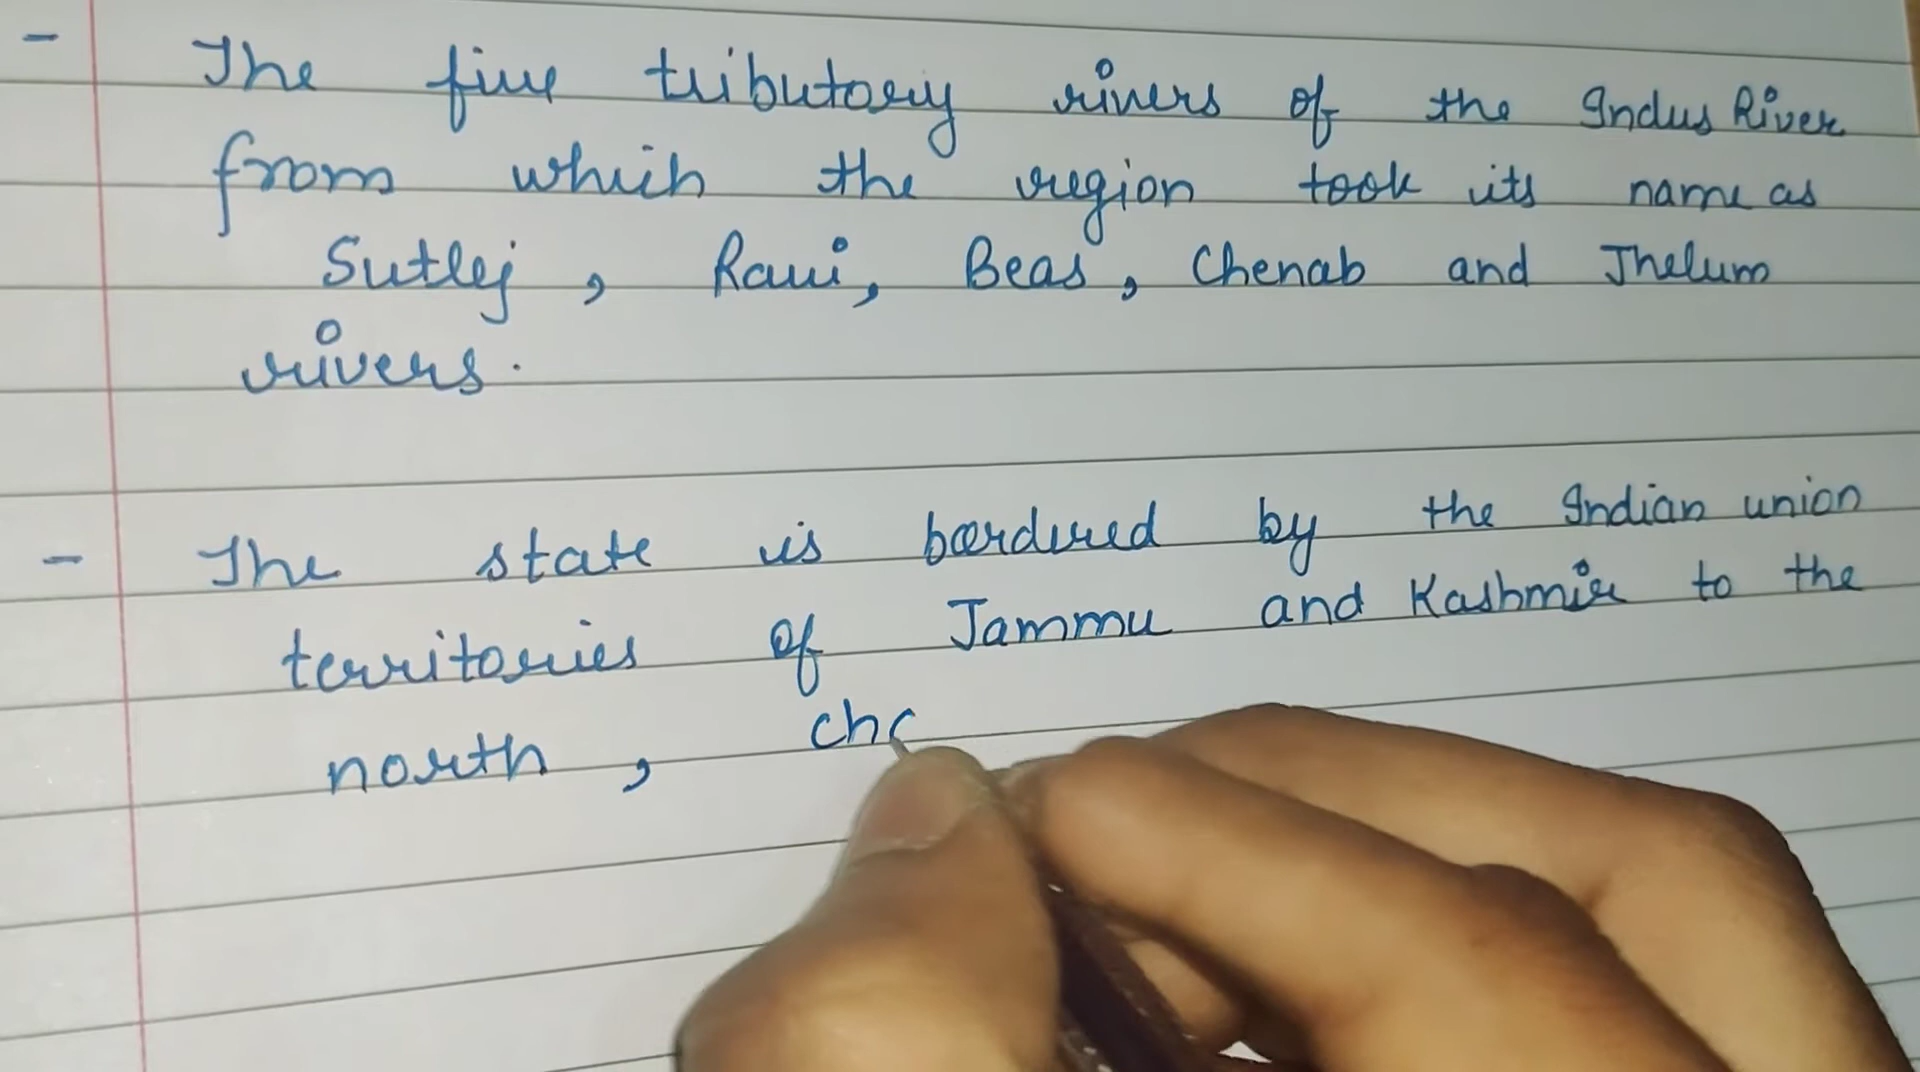 - The five tributory rivers of the Indus River
from which the region took its name as
Sutlej, Ravi, Beas, Chenab and Jhelum
rivers.
- The state is bordered by the Indian union
territories of Jammu and Kashmir to the
north, cha